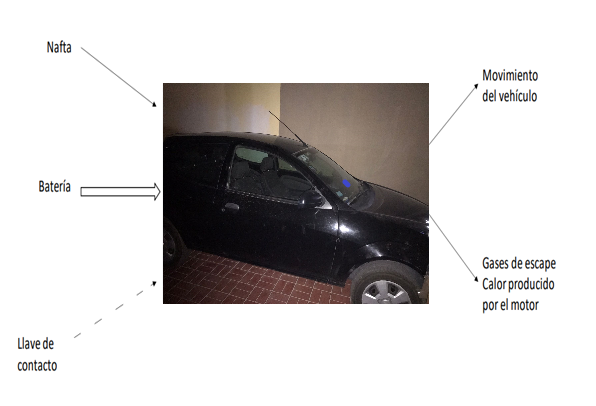 Nafta
Movimiento
del vehículo
Batería
Gases de escape
Calor producido
por el motor
Llave de
contacto